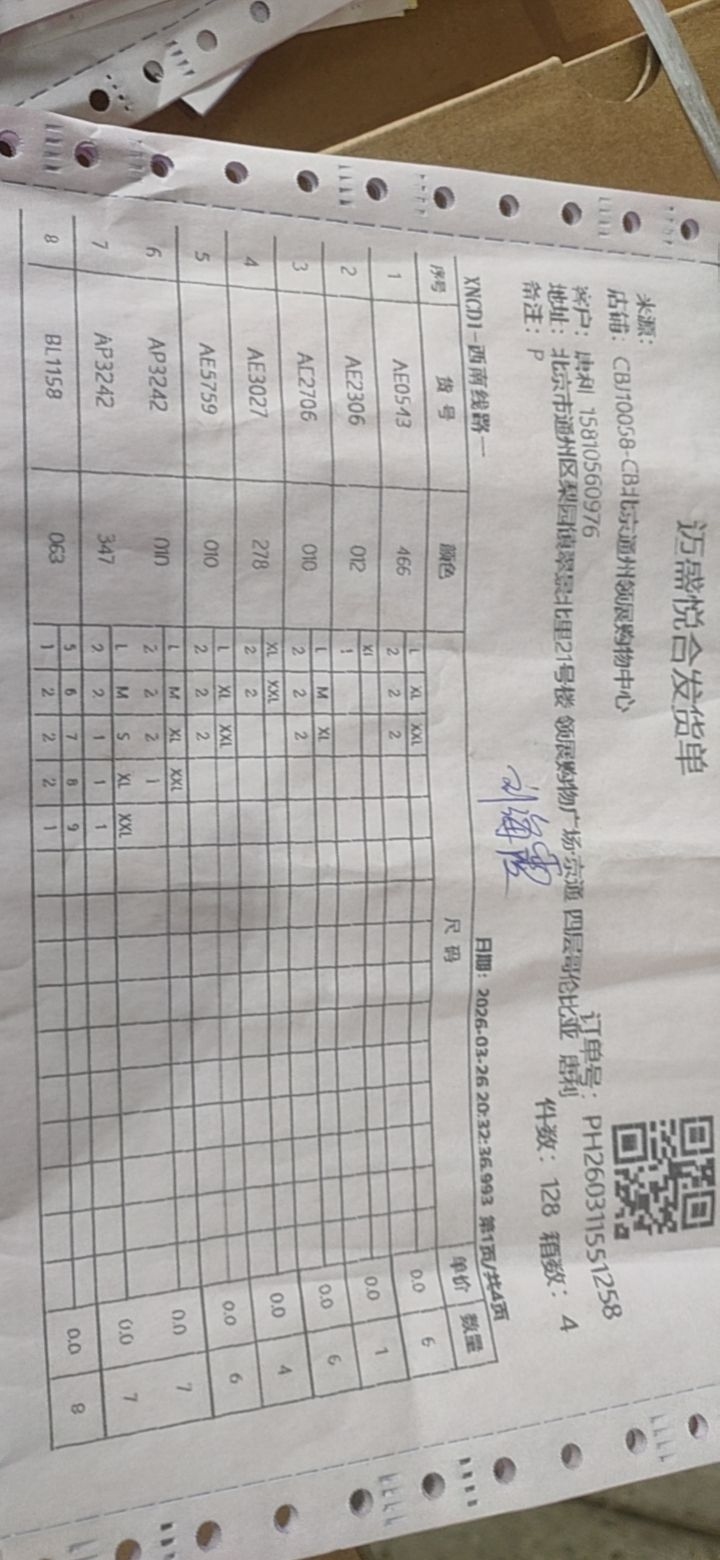 迈盛悦合发货单
来源：
店铺：CBJ10058-CB北京通州领展购物中心
订单号：PH260311551258
客户：唐利 15810560976
地址：北京市通州区梨园镇翠景北里21号楼 领展购物广场·京通 四层哥伦比亚 唐利
备注：P
件数：128 箱数：4
刘海霞
XNCD1-西南线路一
日期：2026-03-26 20:32:36.993 第1页/共4页
序号 货号 颜色 尺码 单价 数量
L XL XXL
1 AE0543 466 2 2 2 0.0 6
XL
2 AE2306 012 1 0.0 1
L M XL
3 AE2706 010 2 2 2 0.0 6
XL XXL
4 AE3027 278 2 2 0.0 4
L XL XXL
5 AE5759 010 2 2 2 0.0 6
L M XL XXL
6 AP3242 010 2 2 2 1 0.0 7
L M S XL XXL
7 AP3242 347 2 2 1 1 1 0.0 7
5 6 7 8 9
8 BL1158 063 1 2 2 2 1 0.0 8